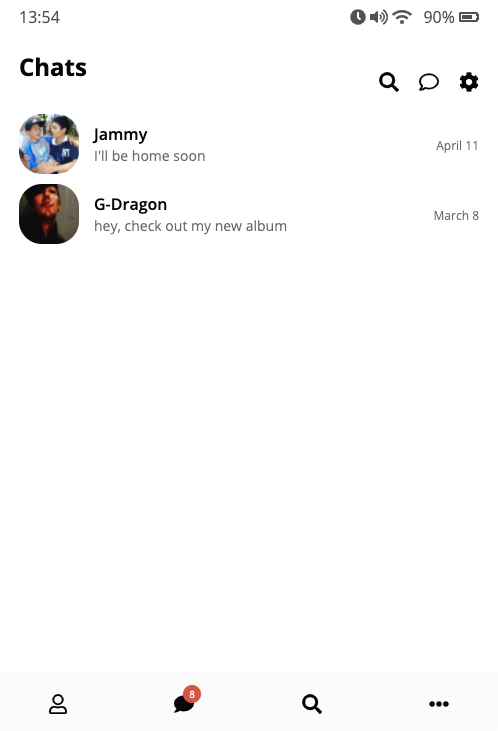 13:54
90%
Chats
Jammy
I'll be home soon
April 11
G-Dragon
hey, check out my new album
March 8
8